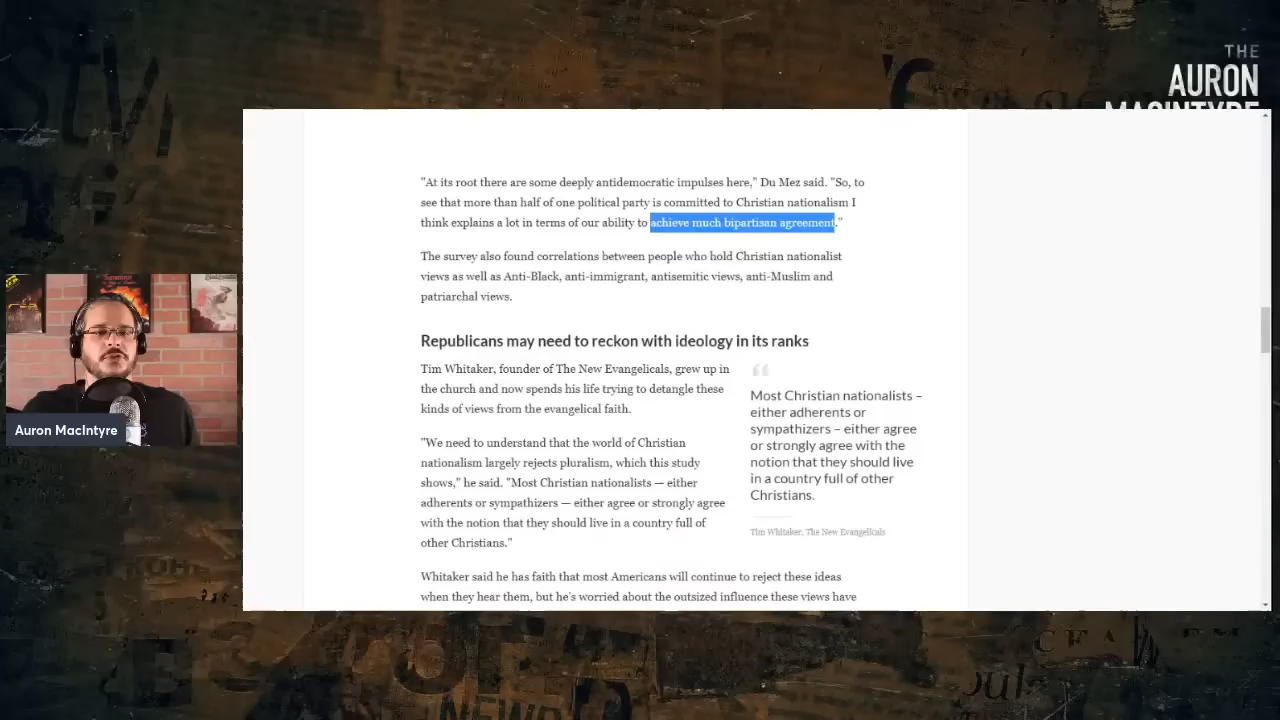 THE
AURON
MACINTYRE
"At its root there are some deeply antidemocratic impulses here," Du Mez said. "So, to
see that more than half of one political party is committed to Christian nationalism I
think explains a lot in terms of our ability to achieve much bipartisan agreement."
The survey also found correlations between people who hold Christian nationalist
views as well as Anti-Black, anti-immigrant, antisemitic views, anti-Muslim and
patriarchal views.
Republicans may need to reckon with ideology in its ranks
Tim Whitaker, founder of The New Evangelicals, grew up in
the church and now spends his life trying to detangle these
kinds of views from the evangelical faith.
"We need to understand that the world of Christian
nationalism largely rejects pluralism, which this study
shows," he said. "Most Christian nationalists — either
adherents or sympathizers — either agree or strongly agree
with the notion that they should live in a country full of
other Christians."
“
Most Christian nationalists –
either adherents or
sympathizers – either agree
or strongly agree with the
notion that they should live
in a country full of other
Christians.
Tim Whitaker, The New Evangelicals
Whitaker said he has faith that most Americans will continue to reject these ideas
when they hear them, but he's worried about the outsized influence these views have
Auron MacIntyre